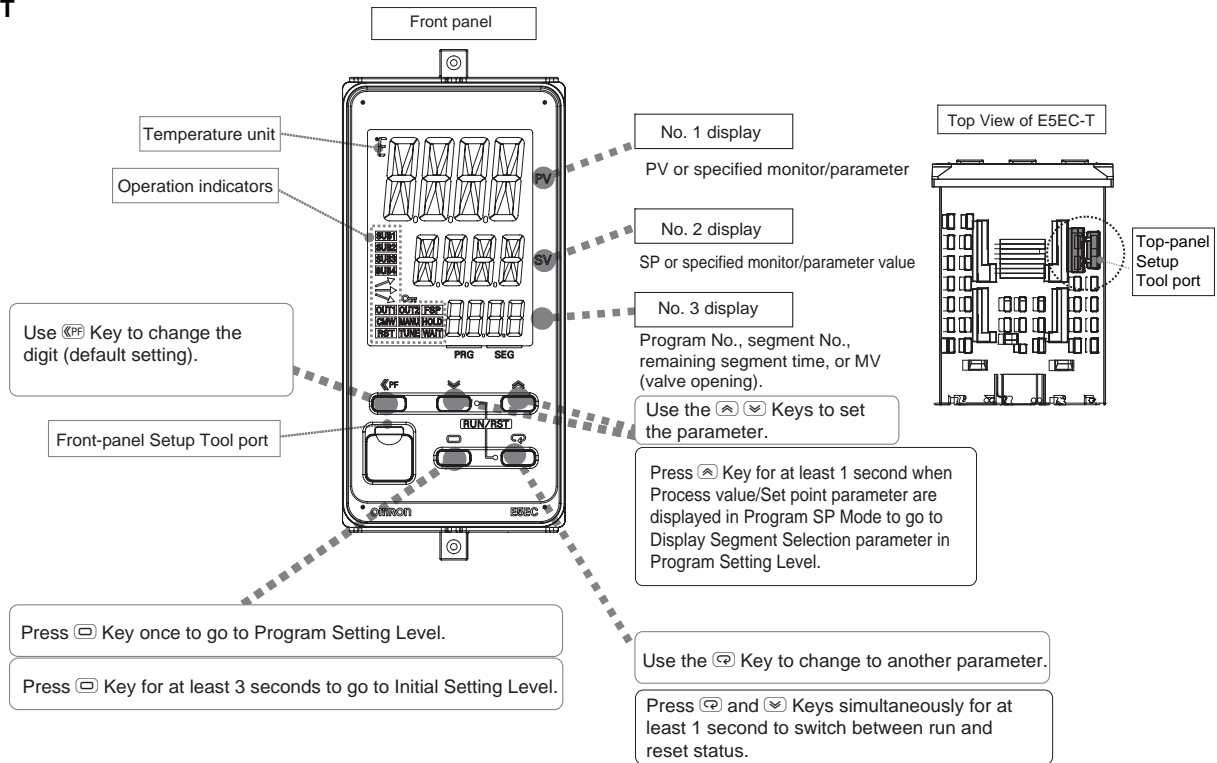 T
Front panel
Temperature unit
Operation indicators
Use «PF Key to change the
digit (default setting).
Front-panel Setup Tool port
PV
SV
SUB1
SUB2
SUB3
SUB4
OUT1 OUT2 FSP
CMW MANU HOLD
RST TUNE WAIT
PRG SEG
«PF
RUN/RST
OMRON E5EC
No. 1 display
PV or specified monitor/parameter
No. 2 display
SP or specified monitor/parameter value
No. 3 display
Program No., segment No.,
remaining segment time, or MV
(valve opening).
Use the Keys to set
the parameter.
Press Key for at least 1 second when
Process value/Set point parameter are
displayed in Program SP Mode to go to
Display Segment Selection parameter in
Program Setting Level.
Top View of E5EC-T
Top-panel
Setup
Tool port
Press Key once to go to Program Setting Level.
Press Key for at least 3 seconds to go to Initial Setting Level.
Use the Key to change to another parameter.
Press and Keys simultaneously for at
least 1 second to switch between run and
reset status.